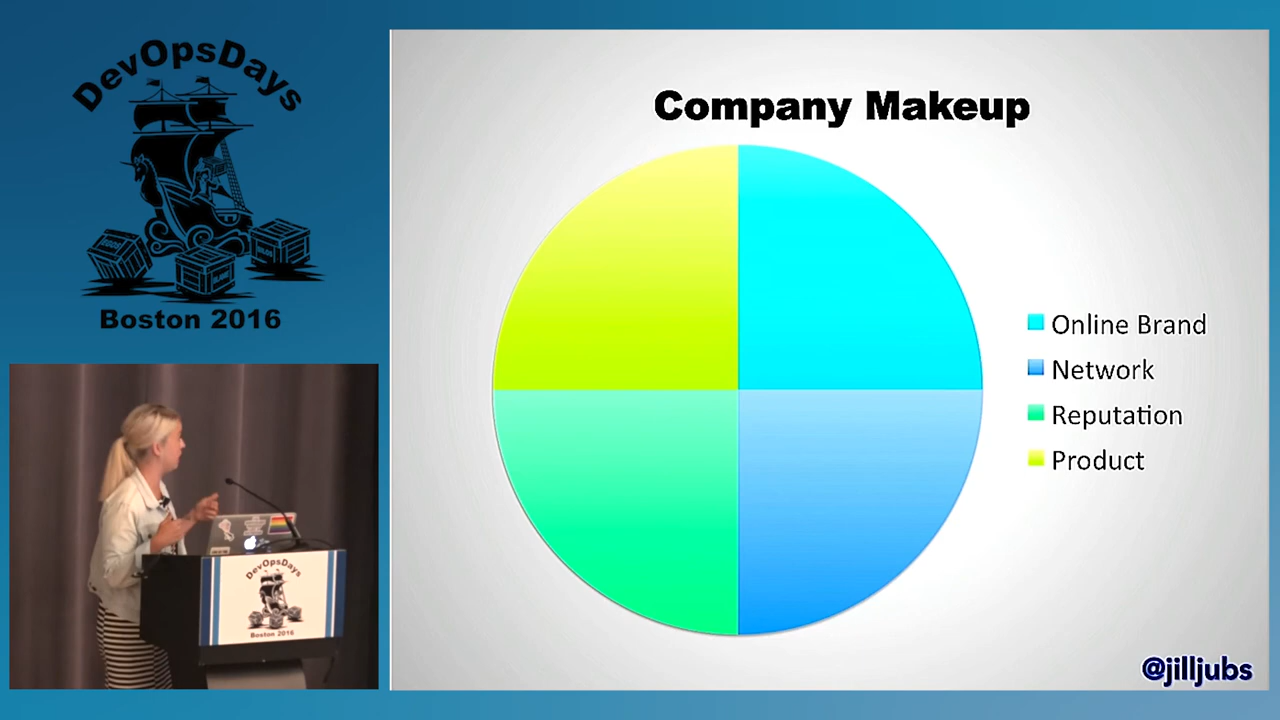 DevOpsDays
Boston 2016
Company Makeup
Online Brand
Network
Reputation
Product
@jilljubs
DevOpsDays
Boston 2016